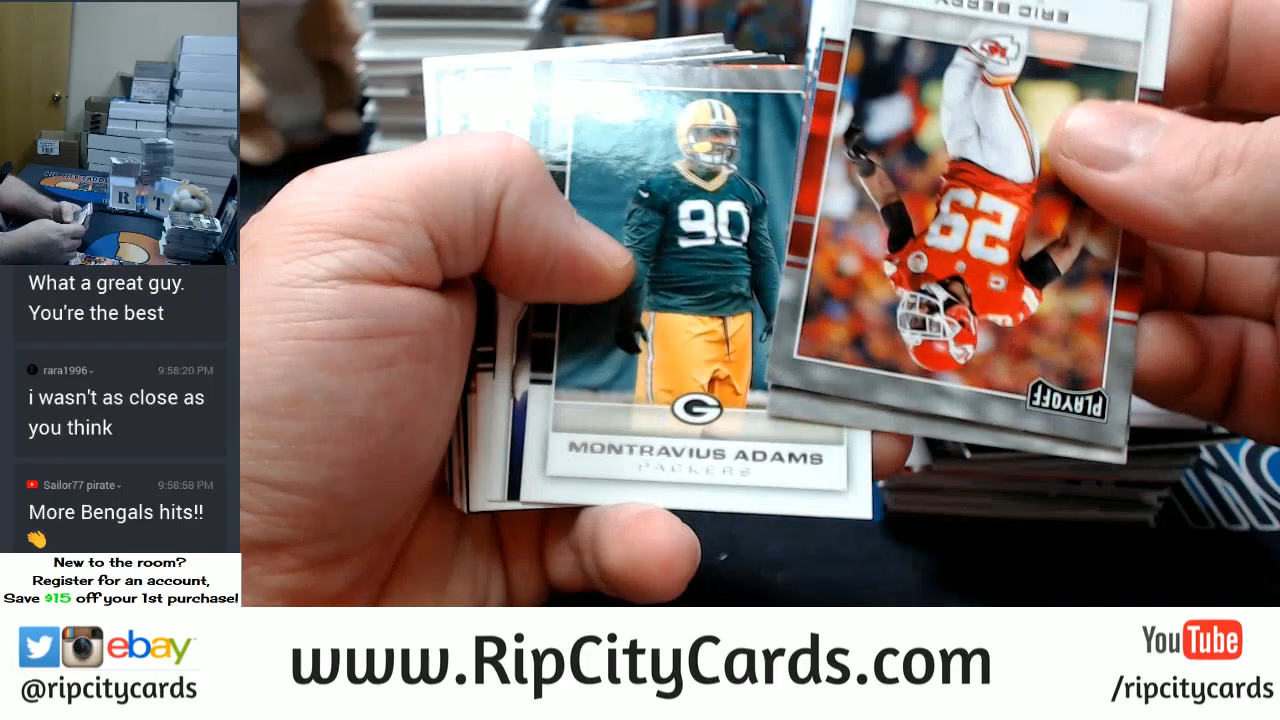 What a great guy.
You're the best
rara1996
9:58:20 PM
i wasn't as close as
you think
Sailor77 pirate
9:58:58 PM
More Bengals hits!!
👏
New to the room?
Register for an account,
Save $15 off your 1st purchase!
R T
ERIC BERRY
29
PLAYOFF
90
G
MONTRAVIUS ADAMS
PACKERS
ebay
@ripcitycards
www.RipCityCards.com
YouTube
/ripcitycards